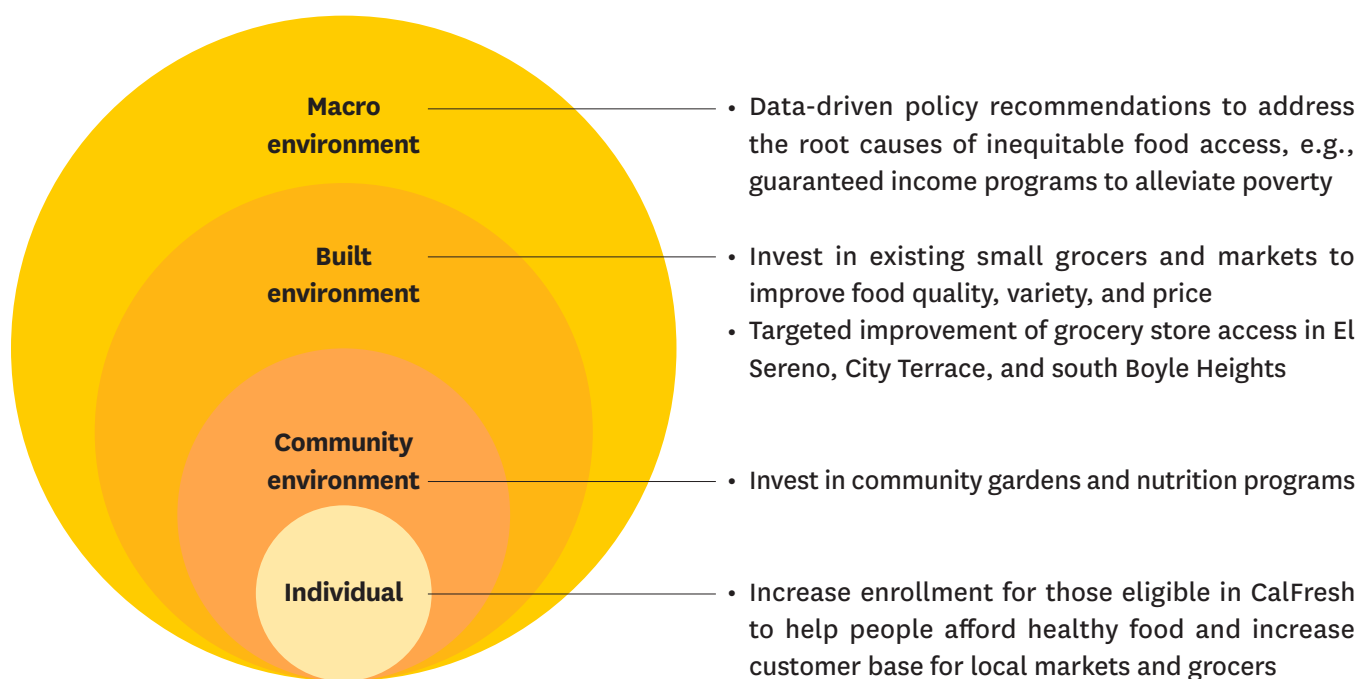 Macro
environment
• Data-driven policy recommendations to address
the root causes of inequitable food access, e.g.,
guaranteed income programs to alleviate poverty
Built
environment
• Invest in existing small grocers and markets to
improve food quality, variety, and price
• Targeted improvement of grocery store access in El
Sereno, City Terrace, and south Boyle Heights
Community
environment
• Invest in community gardens and nutrition programs
Individual
• Increase enrollment for those eligible in CalFresh
to help people afford healthy food and increase
customer base for local markets and grocers